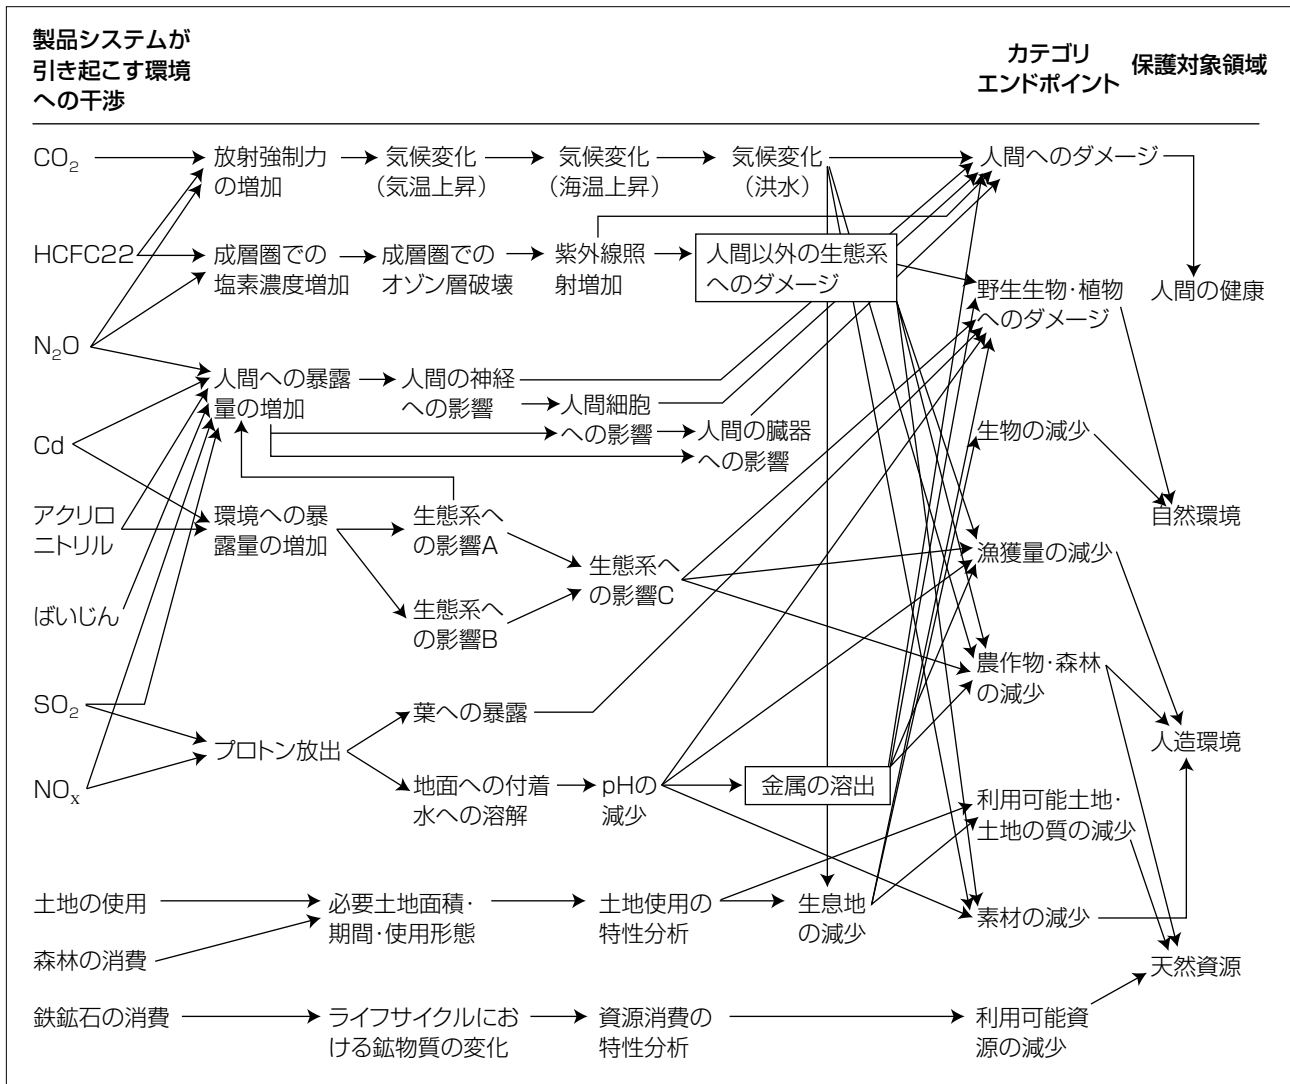 製品システムが
引き起こす環境
への干渉
カテゴリ
エンドポイント
保護対象領域
CO₂
放射強制力
の増加
気候変化
（気温上昇）
気候変化
（海温上昇）
気候変化
（洪水）
人間へのダメージ
HCFC22
成層圏での
塩素濃度増加
成層圏での
オゾン層破壊
紫外線照
射増加
人間以外の生態系
へのダメージ
野生生物・植物
へのダメージ
人間の健康
N₂O
人間への暴露
量の増加
人間の神経
への影響
人間細胞
への影響
人間の臓器
への影響
生物の減少
Cd
アクリロ
ニトリル
環境への暴
露量の増加
生態系へ
の影響A
生態系へ
の影響B
生態系へ
の影響C
漁獲量の減少
自然環境
ばいじん
農作物・森林
の減少
SO₂
プロトン放出
葉への暴露
人造環境
NOx
地面への付着
水への溶解
pHの
減少
金属の溶出
利用可能土地・
土地の質の減少
土地の使用
必要土地面積・
期間・使用形態
土地使用の
特性分析
生息地
の減少
素材の減少
森林の消費
天然資源
鉄鉱石の消費
ライフサイクルにお
ける鉱物質の変化
資源消費の
特性分析
利用可能資
源の減少